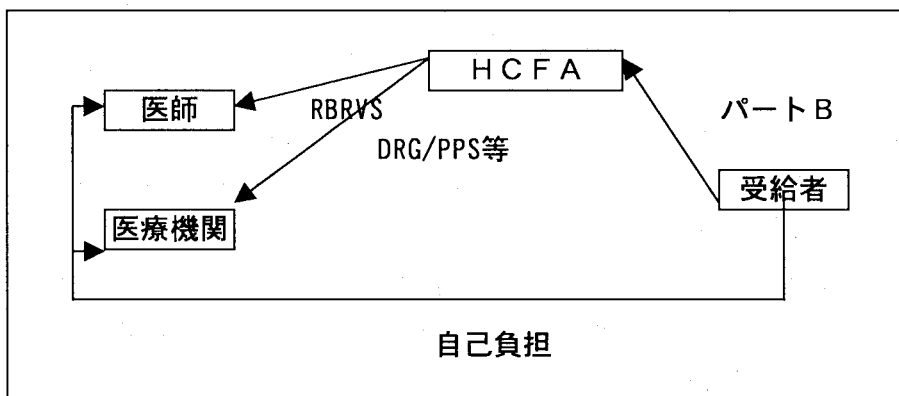 ＨＣＦＡ
医師
RBRVS
パートＢ
DRG/PPS等
受給者
医療機関
自己負担